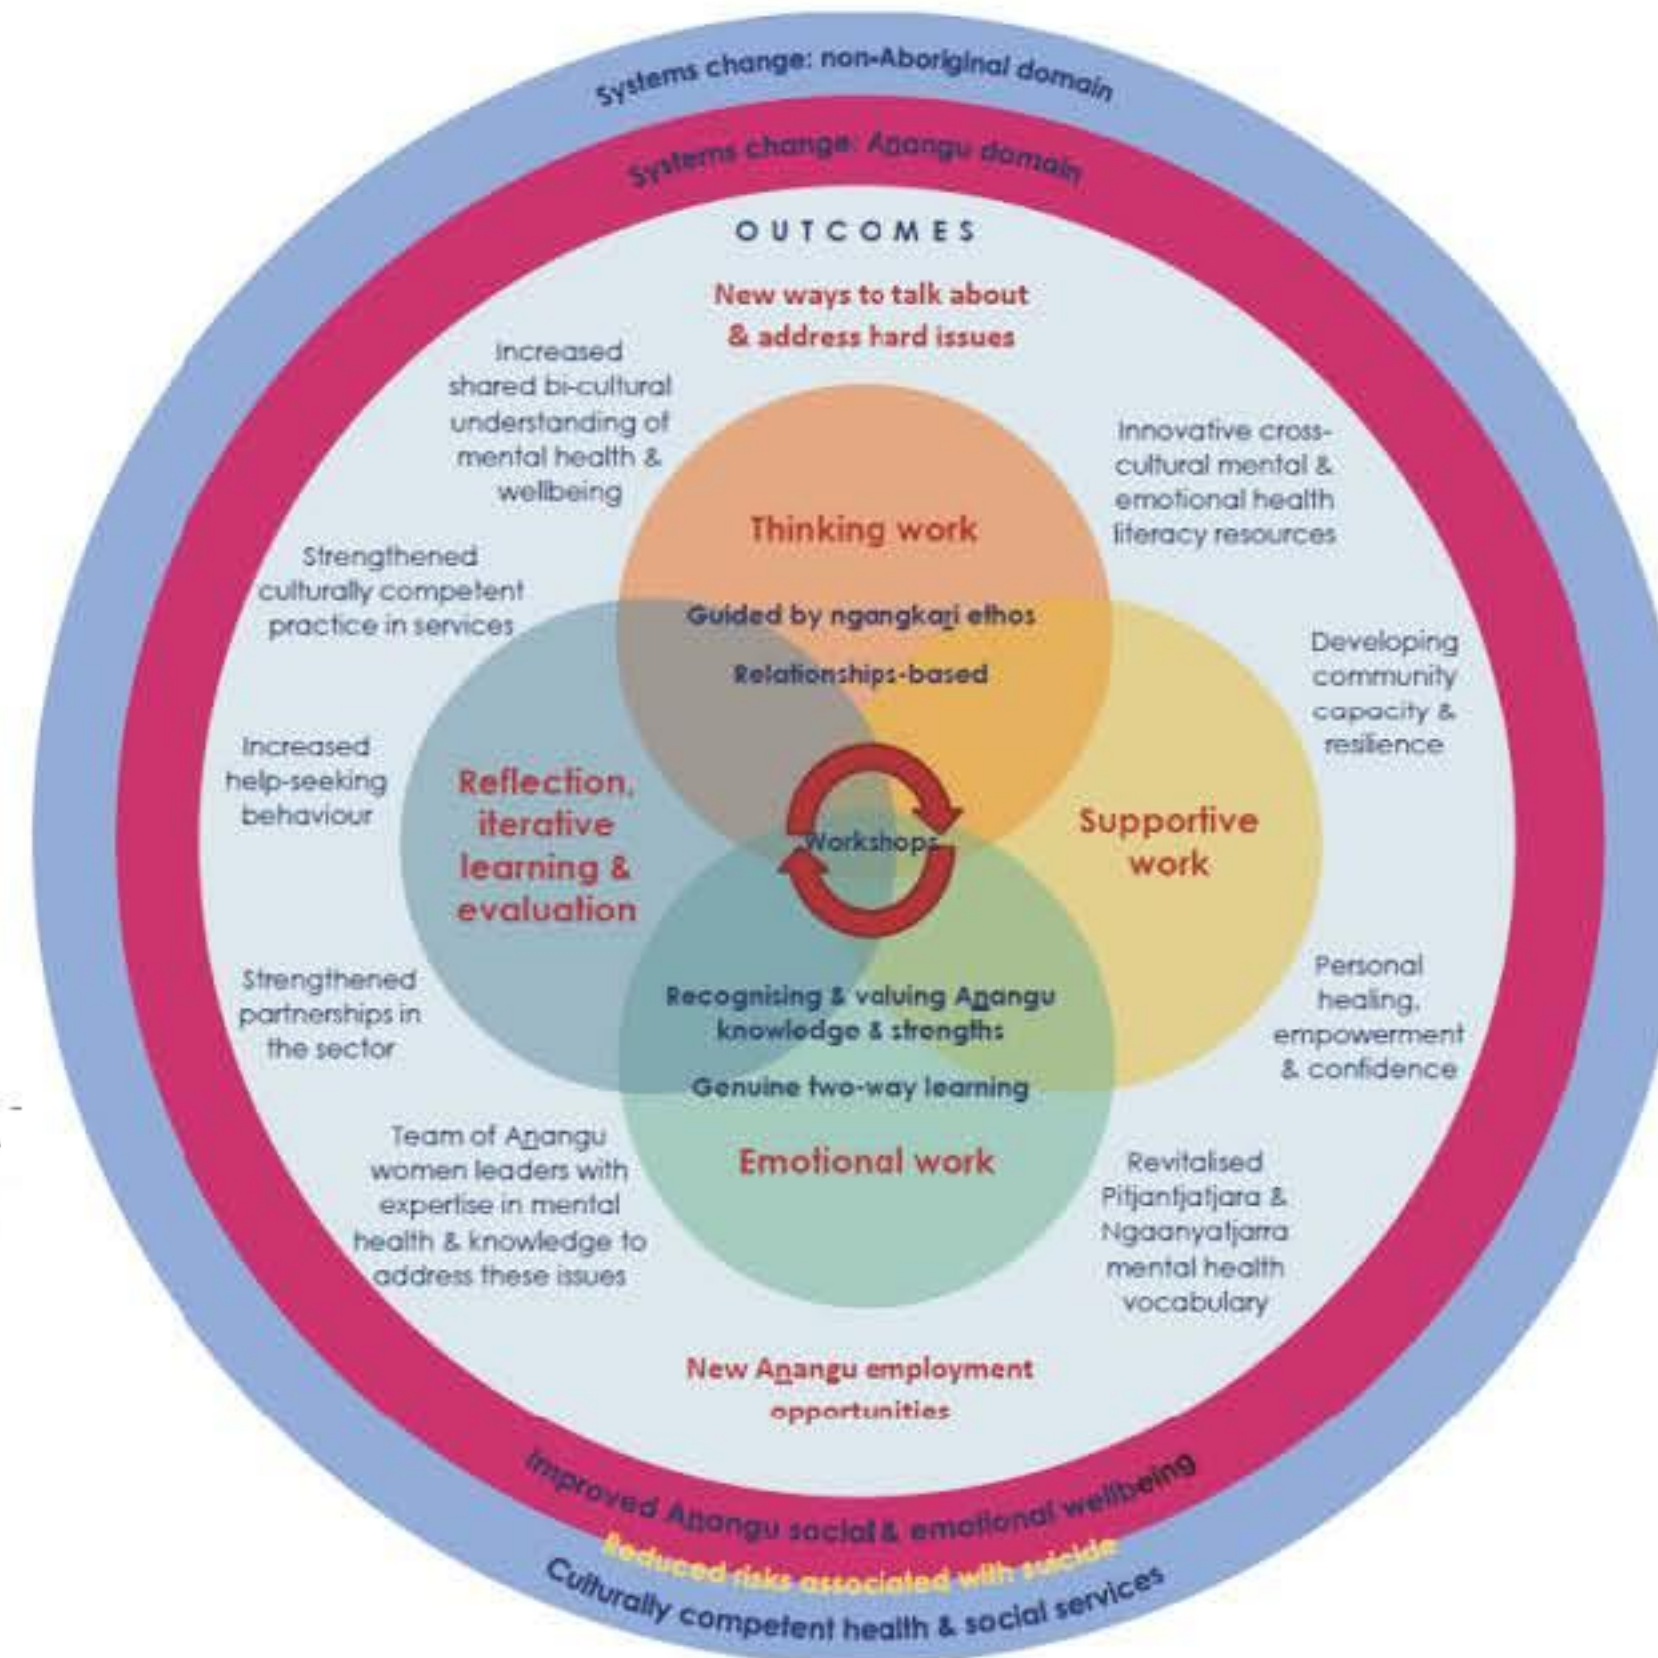 Systems change: non-Aboriginal domain
Systems change: Aṉangu domain
OUTCOMES
New ways to talk about
& address hard issues
Increased
shared bi-cultural
understanding of
mental health &
wellbeing
Innovative cross-
cultural mental &
emotional health
literacy resources
Strengthened
culturally competent
practice in services
Developing
community
capacity &
resilience
Increased
help-seeking
behaviour
Personal
healing,
empowerment
& confidence
Strengthened
partnerships in
the sector
Team of Aṉangu
women leaders with
expertise in mental
health & knowledge to
address these issues
Revitalised
Pitjantjatjara &
Ngaanyatjarra
mental health
vocabulary
Thinking work
Guided by ngangkaṟi ethos
Relationships-based
Reflection,
iterative
learning &
evaluation
Workshops
Supportive
work
Recognising & valuing Aṉangu
knowledge & strengths
Genuine two-way learning
Emotional work
New Aṉangu employment
opportunities
Improved Aṉangu social & emotional wellbeing
Reduced risks associated with suicide
Culturally competent health & social services